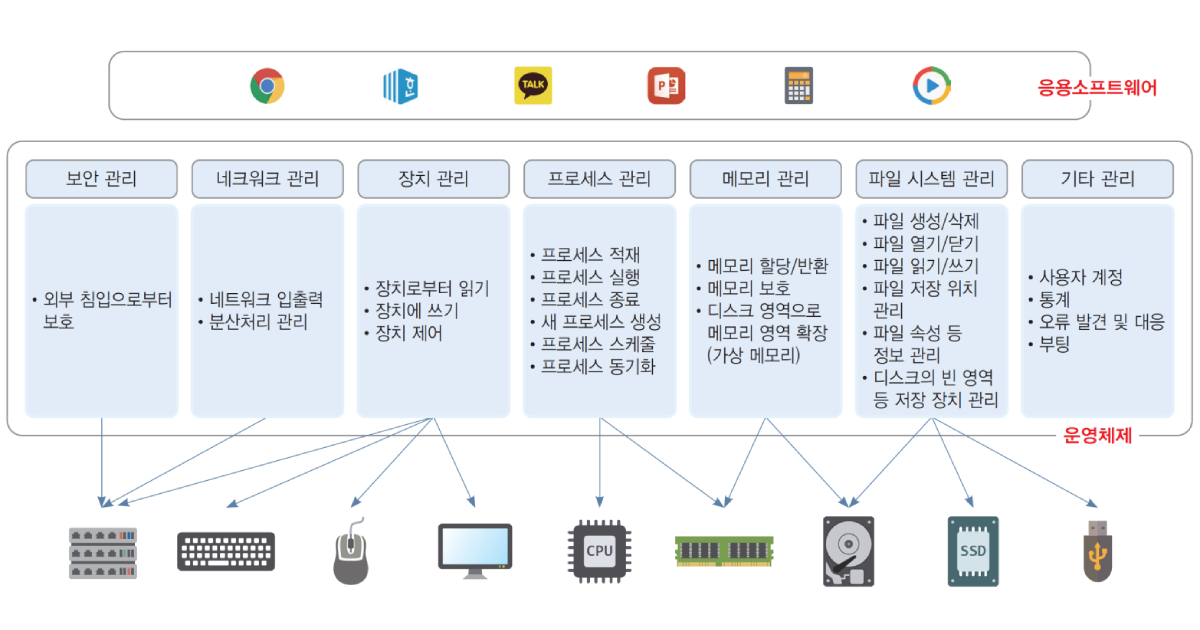 TALK
P
응용소프트웨어
보안 관리
네크워크 관리
장치 관리
프로세스 관리
메모리 관리
파일 시스템 관리
기타 관리
• 외부 침입으로부터
보호
• 네트워크 입출력
• 분산처리 관리
• 장치로부터 읽기
• 장치에 쓰기
• 장치 제어
• 프로세스 적재
• 프로세스 실행
• 프로세스 종료
• 새 프로세스 생성
• 프로세스 스케줄
• 프로세스 동기화
• 메모리 할당/반환
• 메모리 보호
• 디스크 영역으로
메모리 영역 확장
(가상 메모리)
• 파일 생성/삭제
• 파일 열기/닫기
• 파일 읽기/쓰기
• 파일 저장 위치
관리
• 파일 속성 등
정보 관리
• 디스크의 빈 영역
등 저장 장치 관리
• 사용자 계정
• 통계
• 오류 발견 및 대응
• 부팅
운영체제
CPU
SSD